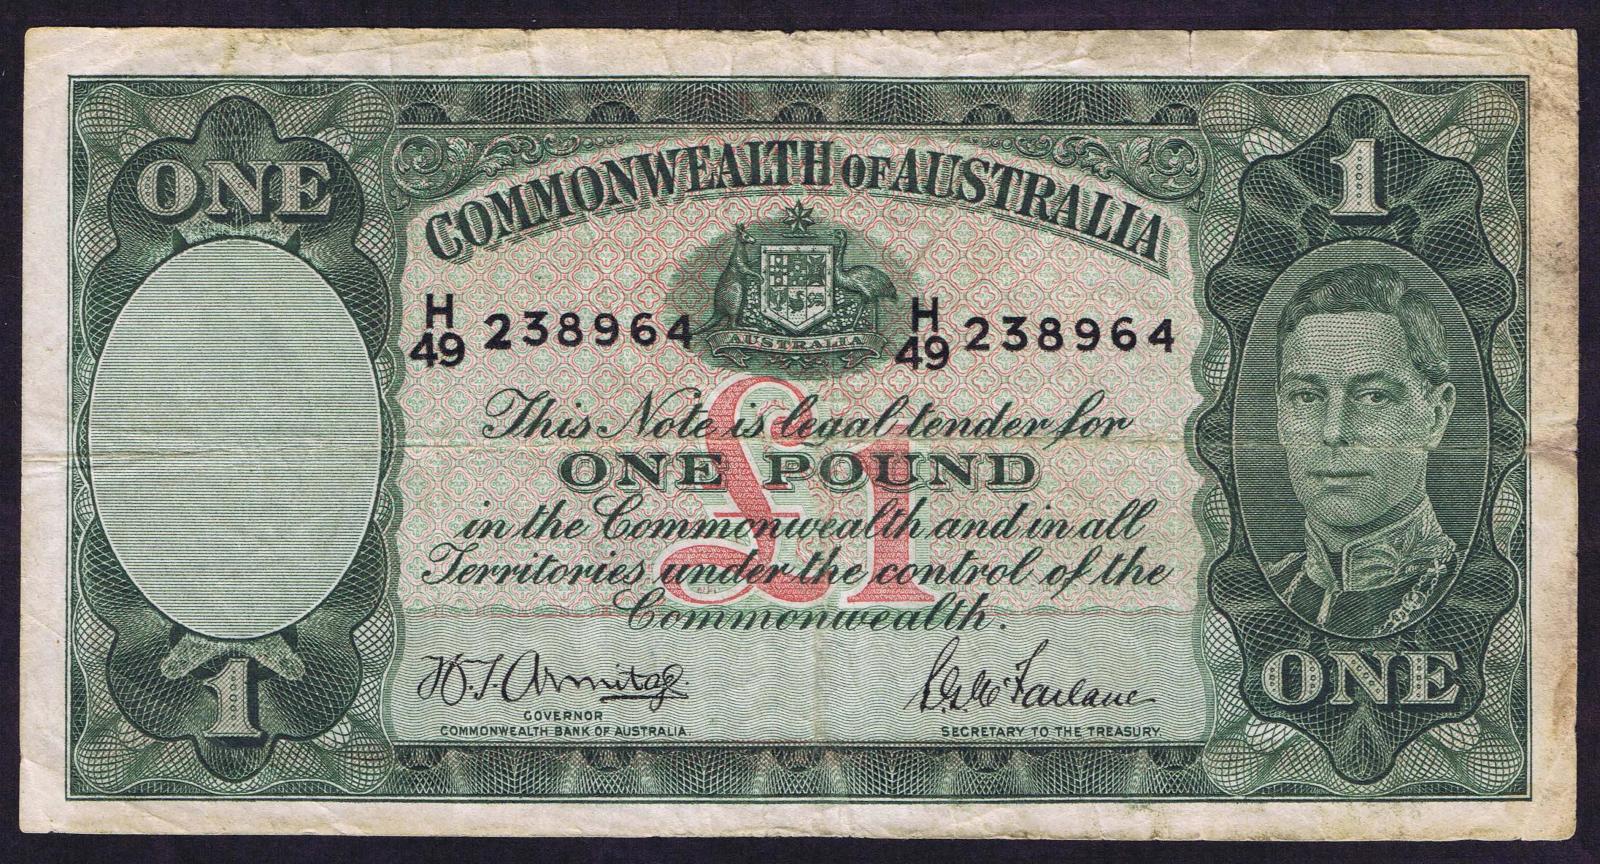 ONE
1
COMMONWEALTH OF AUSTRALIA
AUSTRALIA
H/49 238964
H/49 238964
This Note is legal tender for
ONE POUND
in the Commonwealth and in all
Territories under the control of the
Commonwealth.
£1
H.T. Armitage.
GOVERNOR
COMMONWEALTH BANK OF AUSTRALIA.
S.G. McFarlane
SECRETARY TO THE TREASURY.
1
ONE